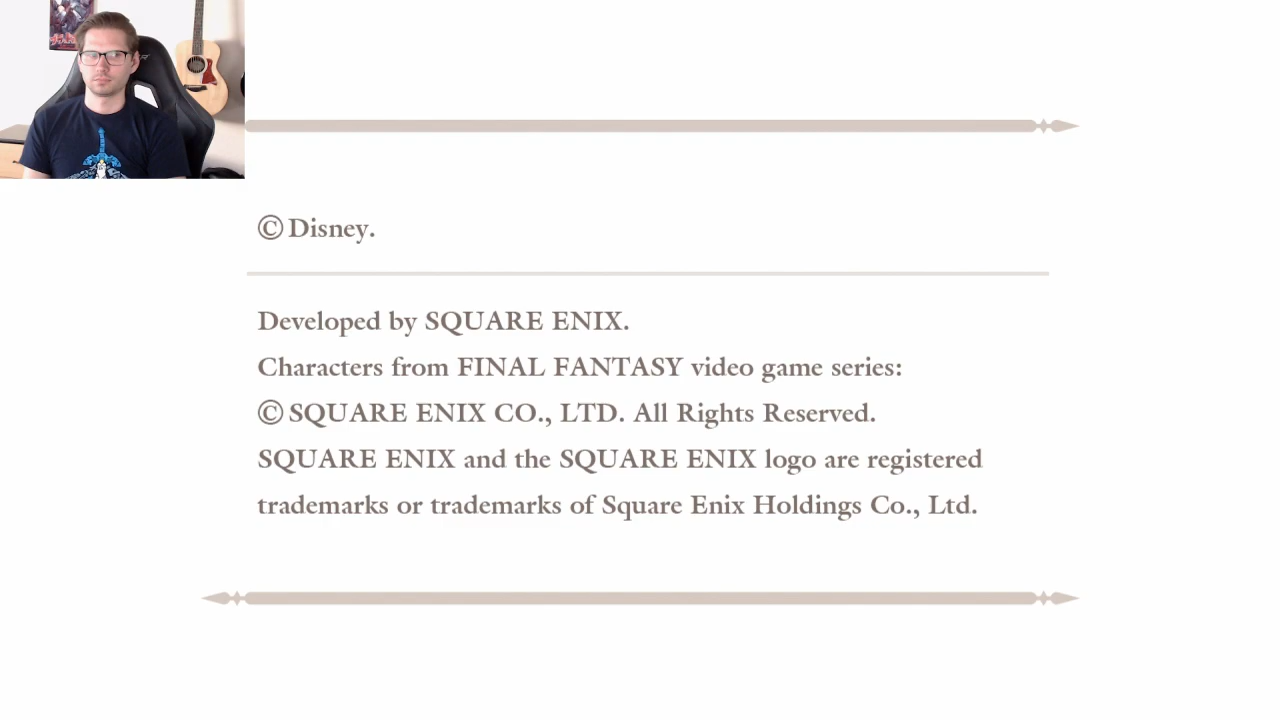 © Disney.
Developed by SQUARE ENIX.
Characters from FINAL FANTASY video game series:
© SQUARE ENIX CO., LTD. All Rights Reserved.
SQUARE ENIX and the SQUARE ENIX logo are registered
trademarks or trademarks of Square Enix Holdings Co., Ltd.